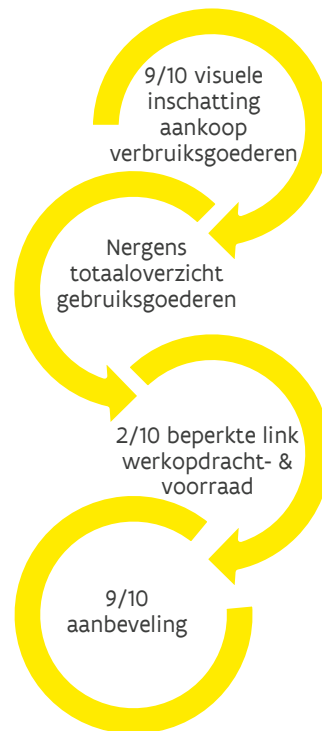 9/10 visuele
inschatting
aankoop
verbruiksgoederen
Nergens
totaaloverzicht
gebruiksgoederen
2/10 beperkte link
werkopdracht- &
voorraad
9/10
aanbeveling